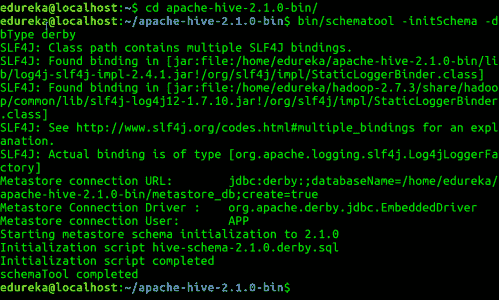 edureka@localhost:~$ cd apache-hive-2.1.0-bin/
edureka@localhost:~/apache-hive-2.1.0-bin$ bin/schematool -initSchema -d
bType derby
SLF4J: Class path contains multiple SLF4J bindings.
SLF4J: Found binding in [jar:file:/home/edureka/apache-hive-2.1.0-bin/li
b/log4j-slf4j-impl-2.4.1.jar!/org/slf4j/impl/StaticLoggerBinder.class]
SLF4J: Found binding in [jar:file:/home/edureka/hadoop-2.7.3/share/hadoo
p/common/lib/slf4j-log4j12-1.7.10.jar!/org/slf4j/impl/StaticLoggerBinder
.class]
SLF4J: See http://www.slf4j.org/codes.html#multiple_bindings for an expl
anation.
SLF4J: Actual binding is of type [org.apache.logging.slf4j.Log4jLoggerFa
ctory]
Metastore connection URL: jdbc:derby:;databaseName=/home/edureka/
apache-hive-2.1.0-bin/metastore_db;create=true
Metastore Connection Driver : org.apache.derby.jdbc.EmbeddedDriver
Metastore connection User: APP
Starting metastore schema initialization to 2.1.0
Initialization script hive-schema-2.1.0.derby.sql
Initialization script completed
schemaTool completed
edureka@localhost:~/apache-hive-2.1.0-bin$